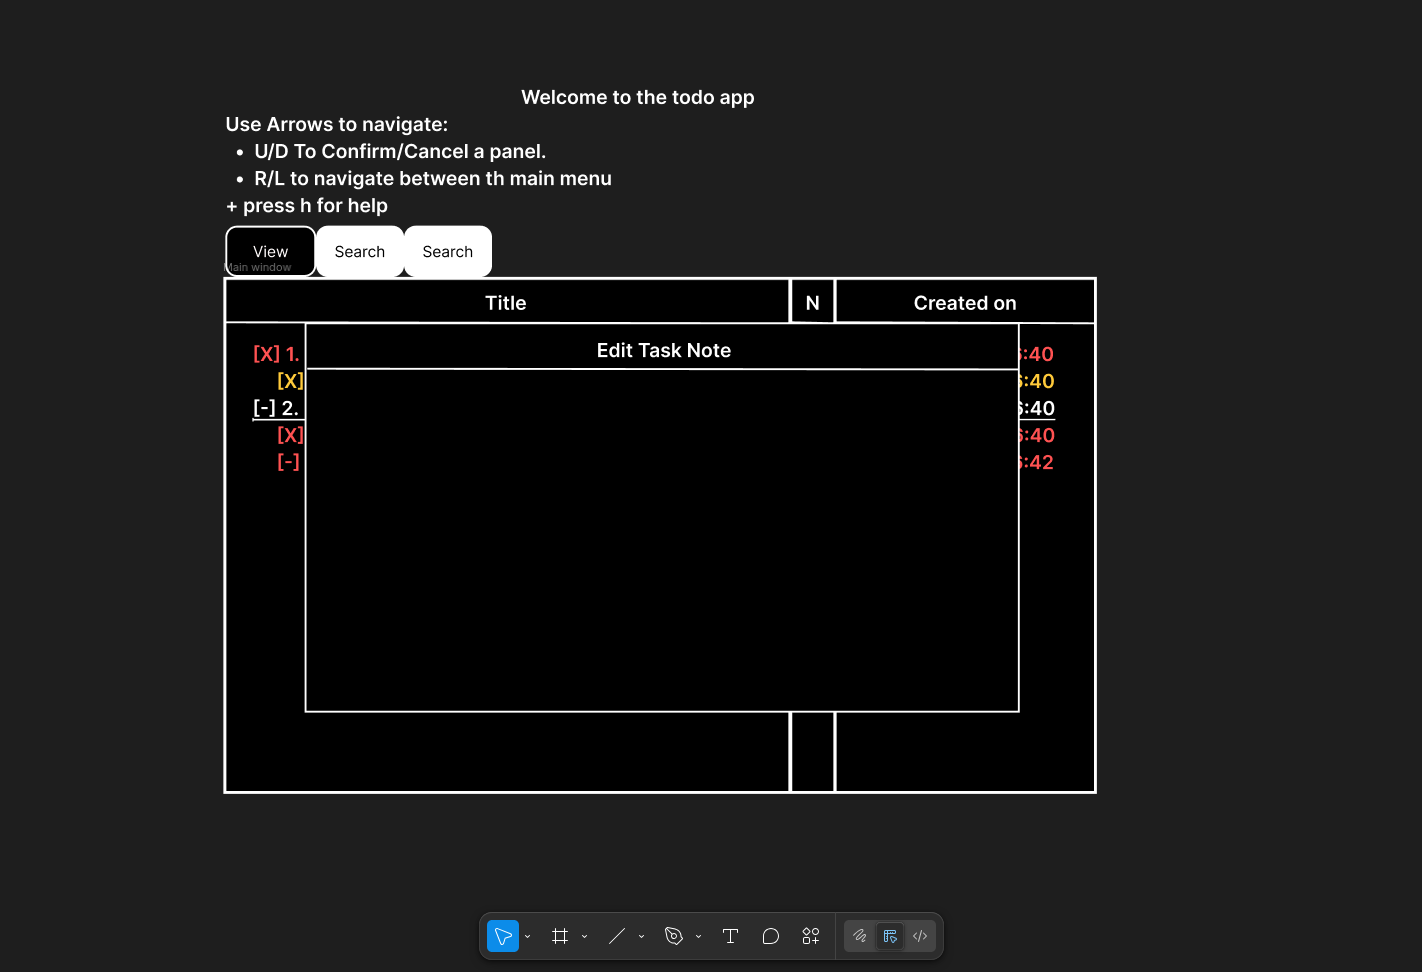 Welcome to the todo app
Use Arrows to navigate:
• U/D To Confirm/Cancel a panel.
• R/L to navigate between th main menu
+ press h for help
View Search Search
Main window
Title N Created on
Edit Task Note
[X] 1. :40
[X] :40
[-] 2. 6:40
[X] :40
[-] :42